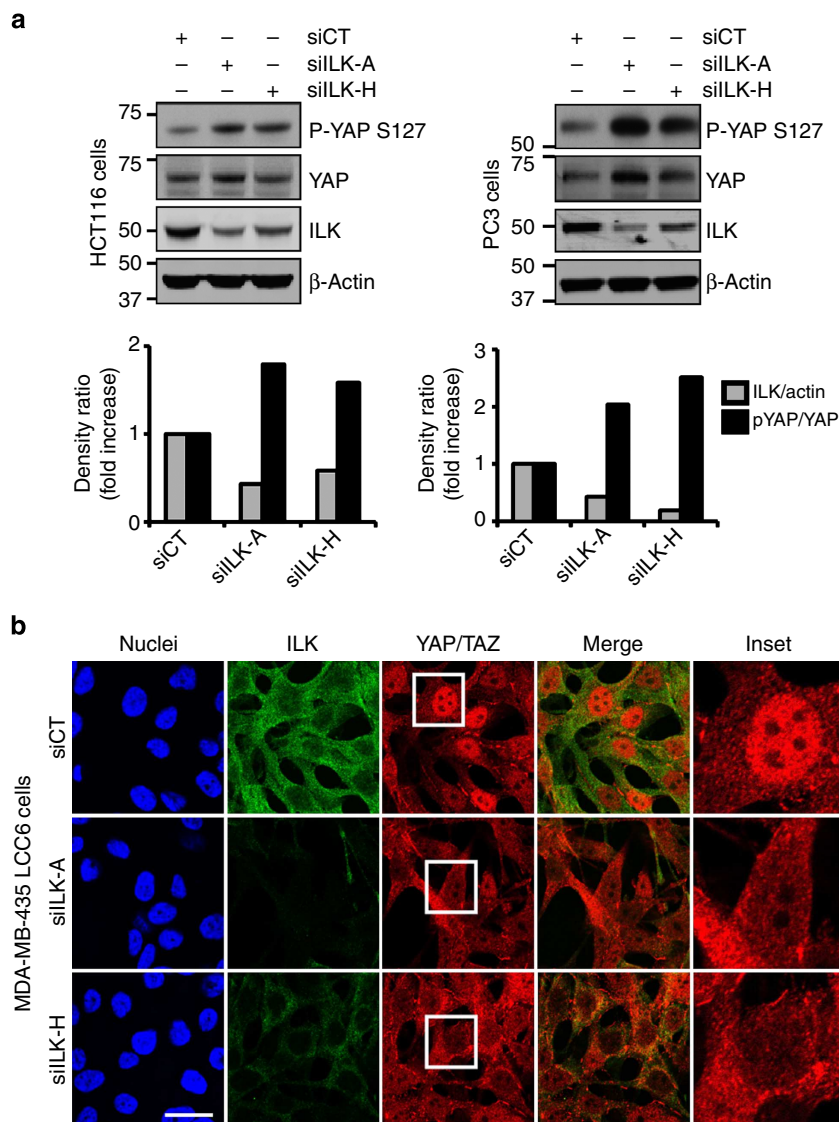 a
+ – – siCT
– + – siILK-A
– – + siILK-H
HCT116 cells
75
P-YAP S127
75
YAP
50
ILK
50
37
β-Actin
+ – – siCT
– + – siILK-A
– – + siILK-H
PC3 cells
50
P-YAP S127
75
YAP
50
ILK
50
37
β-Actin
Density ratio
(fold increase)
2
1
0
siCT
siILK-A
siILK-H
Density ratio
(fold increase)
3
2
1
0
siCT
siILK-A
siILK-H
ILK/actin
pYAP/YAP
b
Nuclei ILK YAP/TAZ Merge Inset
MDA-MB-435 LCC6 cells
siCT
siILK-A
siILK-H